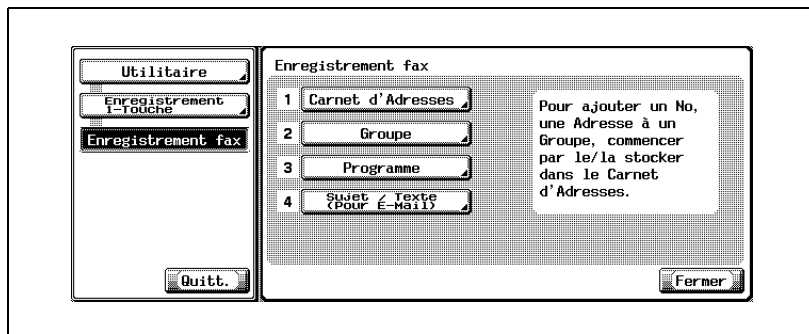 Utilitaire
Enregistrement
1-Touche
Enregistrement fax
Quitt.
Enregistrement fax
1 Carnet d'Adresses
2 Groupe
3 Programme
4 Sujet / Texte
(Pour E-Mail)
Pour ajouter un No,
une Adresse à un
Groupe, commencer
par le/la stocker
dans le Carnet
d'Adresses.
Fermer